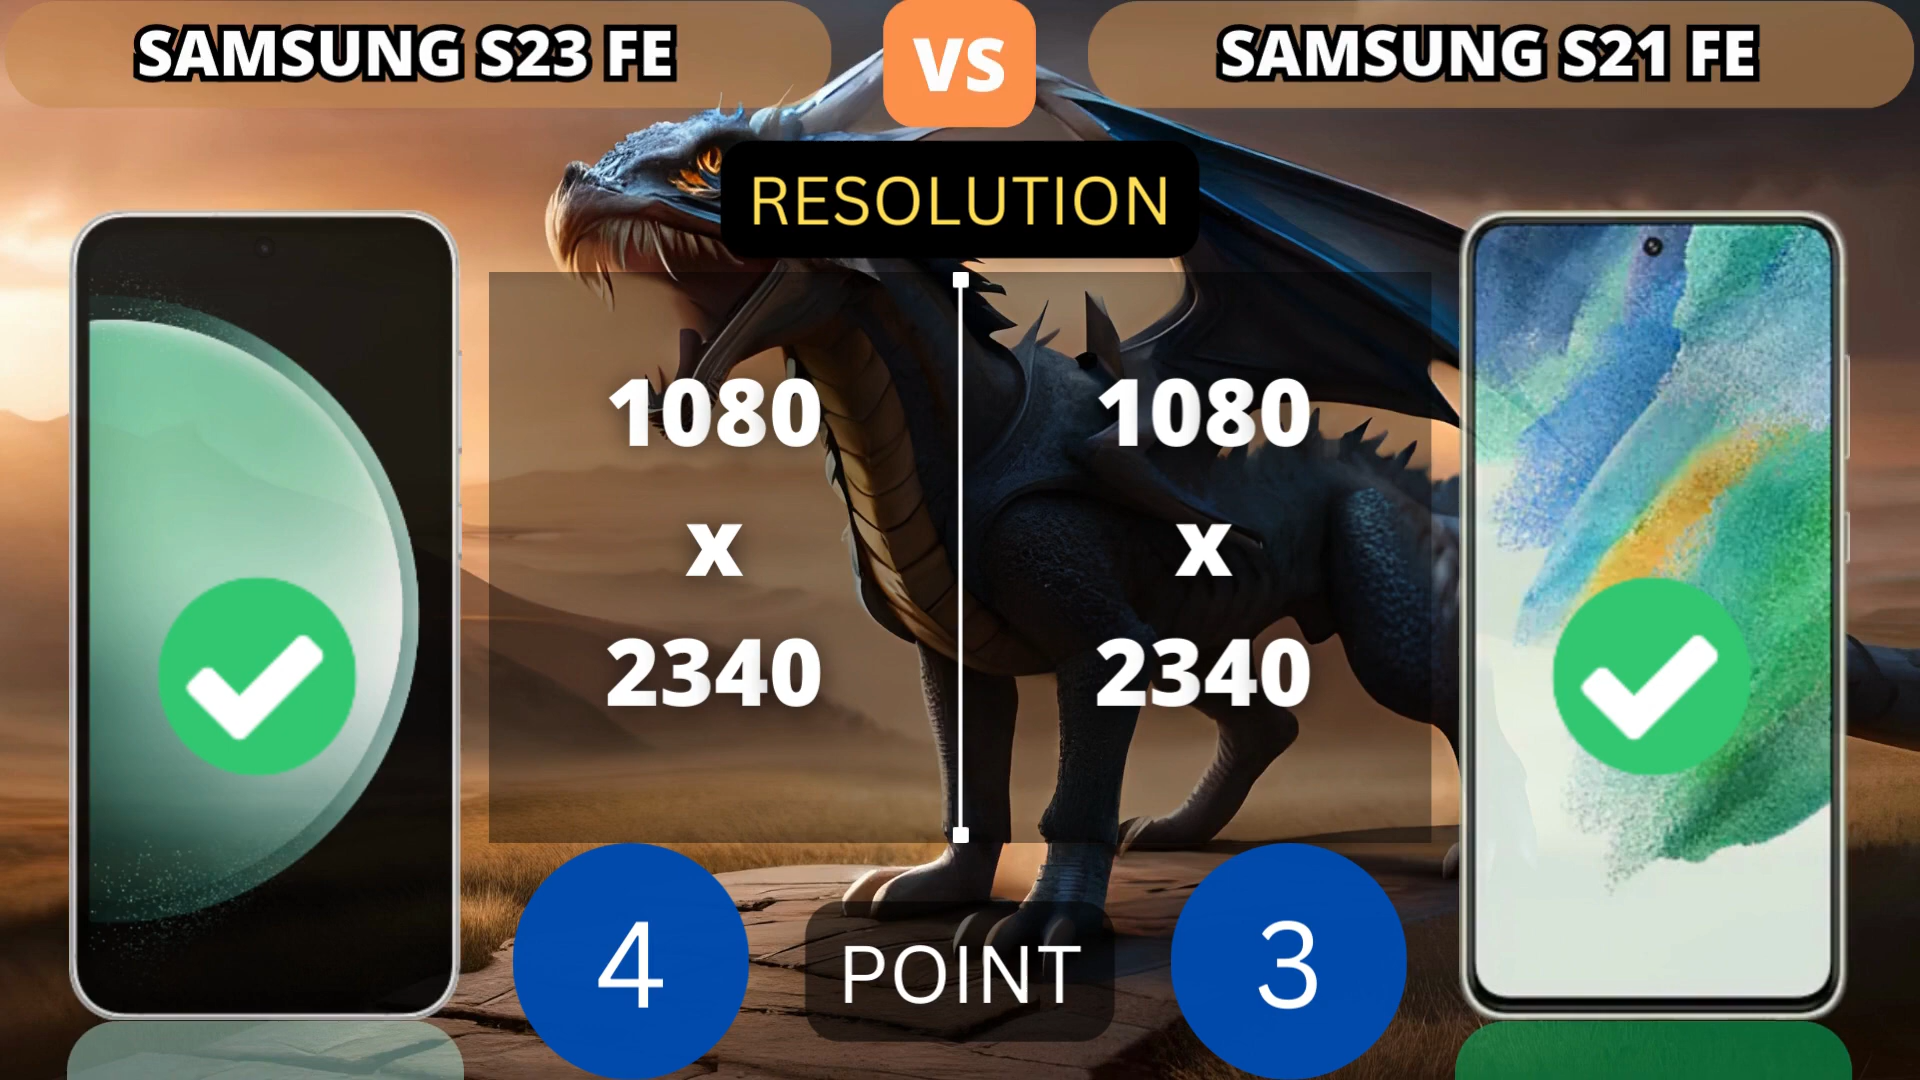 SAMSUNG S23 FE
VS
SAMSUNG S21 FE
RESOLUTION
1080
x
2340
1080
x
2340
4
POINT
3